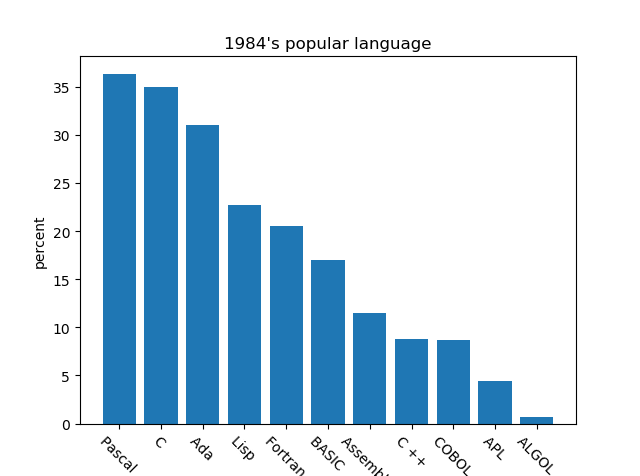 1984's popular language
percent
35
30
25
20
15
10
5
0
Pascal
C
Ada
Lisp
Fortran
BASIC
C ++
COBOL
APL
ALGOL